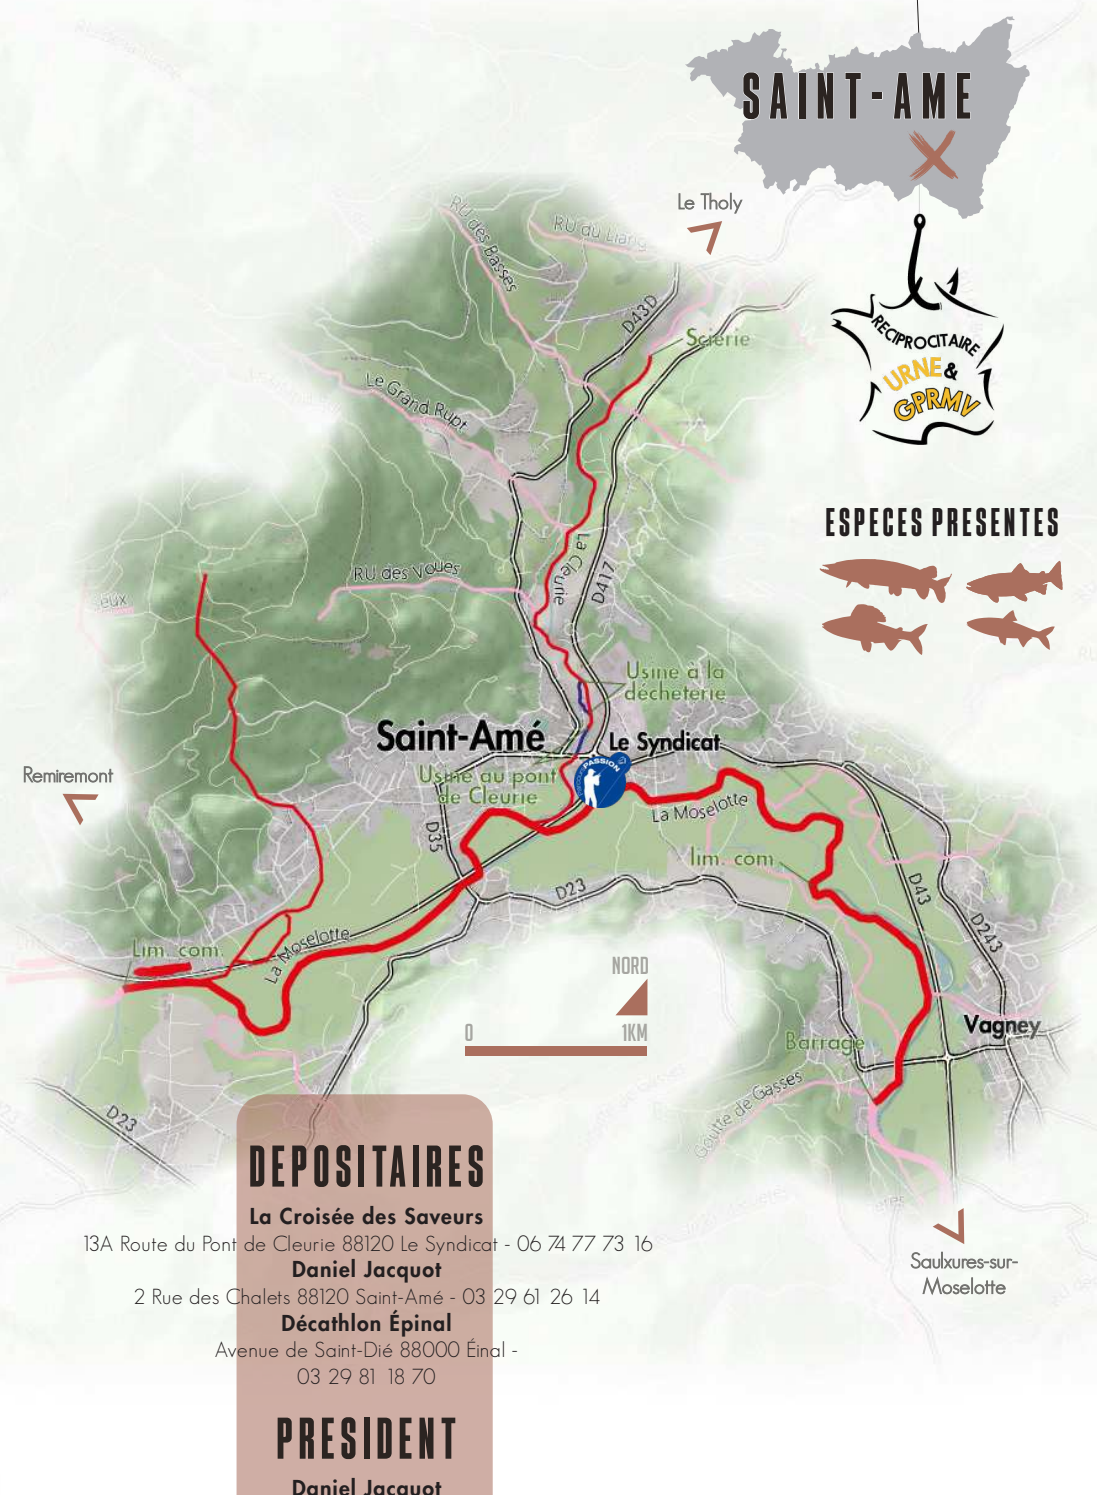 SAINT-AME
Le Tholy
RECIPROCITAIRE
URNE &
GPRMV
ESPECES PRESENTES
RU des Basses
RU du Liang
D43D
Scierie
Le Grand Rupt
La Cleurie
D417
RU des Voues
Usine à la
décheterie
Saint-Amé
Le Syndicat
PASSION
Remiremont
Usine au pont
de Cleurie
La Moselotte
D35
lim. com
D23
D43
D243
Lim. com.
La Moselotte
NORD
0 1KM
Vagney
Barrage
Goutte de Gasses
D23
Saulxures-sur-
Moselotte
DEPOSITAIRES
La Croisée des Saveurs
13A Route du Pont de Cleurie 88120 Le Syndicat - 06 74 77 73 16
Daniel Jacquot
2 Rue des Chalets 88120 Saint-Amé - 03 29 61 26 14
Décathlon Épinal
Avenue de Saint-Dié 88000 Éinal -
03 29 81 18 70
PRESIDENT
Daniel Jacquot